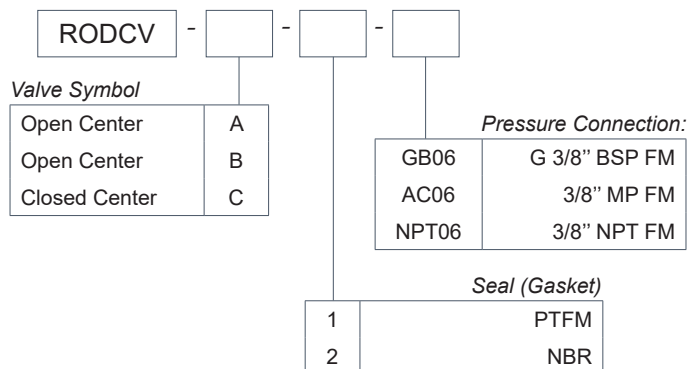 RODCV - - -
Valve Symbol
Open Center A
Open Center B
Closed Center C
Pressure Connection:
GB06 G 3/8’’ BSP FM
AC06 3/8’’ MP FM
NPT06 3/8’’ NPT FM
Seal (Gasket)
1 PTFM
2 NBR